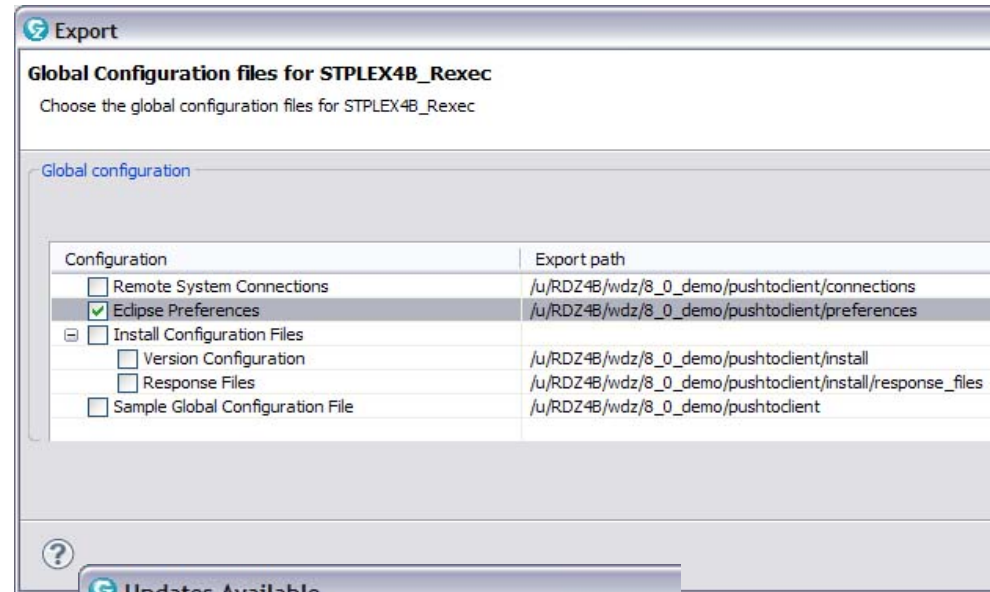 Export
Global Configuration files for STPLEX4B_Rexec
Choose the global configuration files for STPLEX4B_Rexec
Global configuration
Configuration Export path
Remote System Connections /u/RDZ4B/wdz/8_0_demo/pushtoclient/connections
Eclipse Preferences /u/RDZ4B/wdz/8_0_demo/pushtoclient/preferences
Install Configuration Files
Version Configuration /u/RDZ4B/wdz/8_0_demo/pushtoclient/install
Response Files /u/RDZ4B/wdz/8_0_demo/pushtoclient/install/response_files
Sample Global Configuration File /u/RDZ4B/wdz/8_0_demo/pushtoclient
?
Updates Available